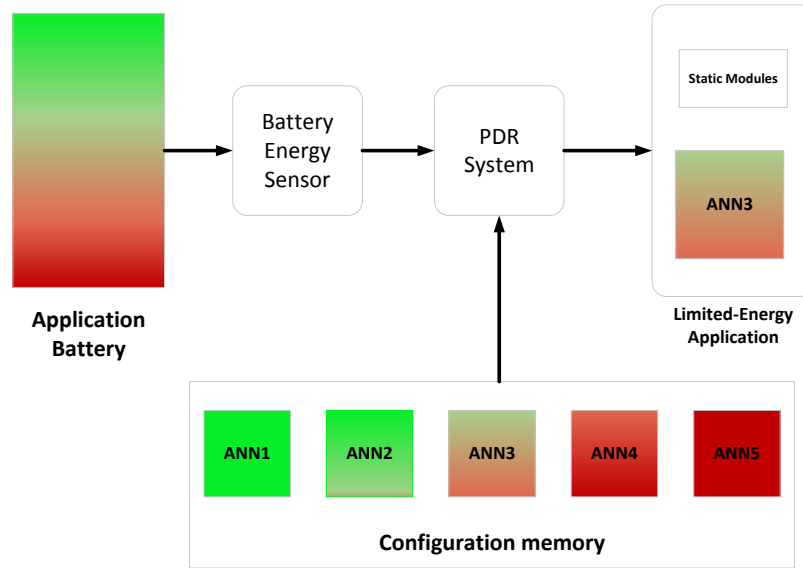 Battery
Energy
Sensor
PDR
System
Static Modules
ANN3
Application
Battery
Limited-Energy
Application
ANN1
ANN2
ANN3
ANN4
ANN5
Configuration memory